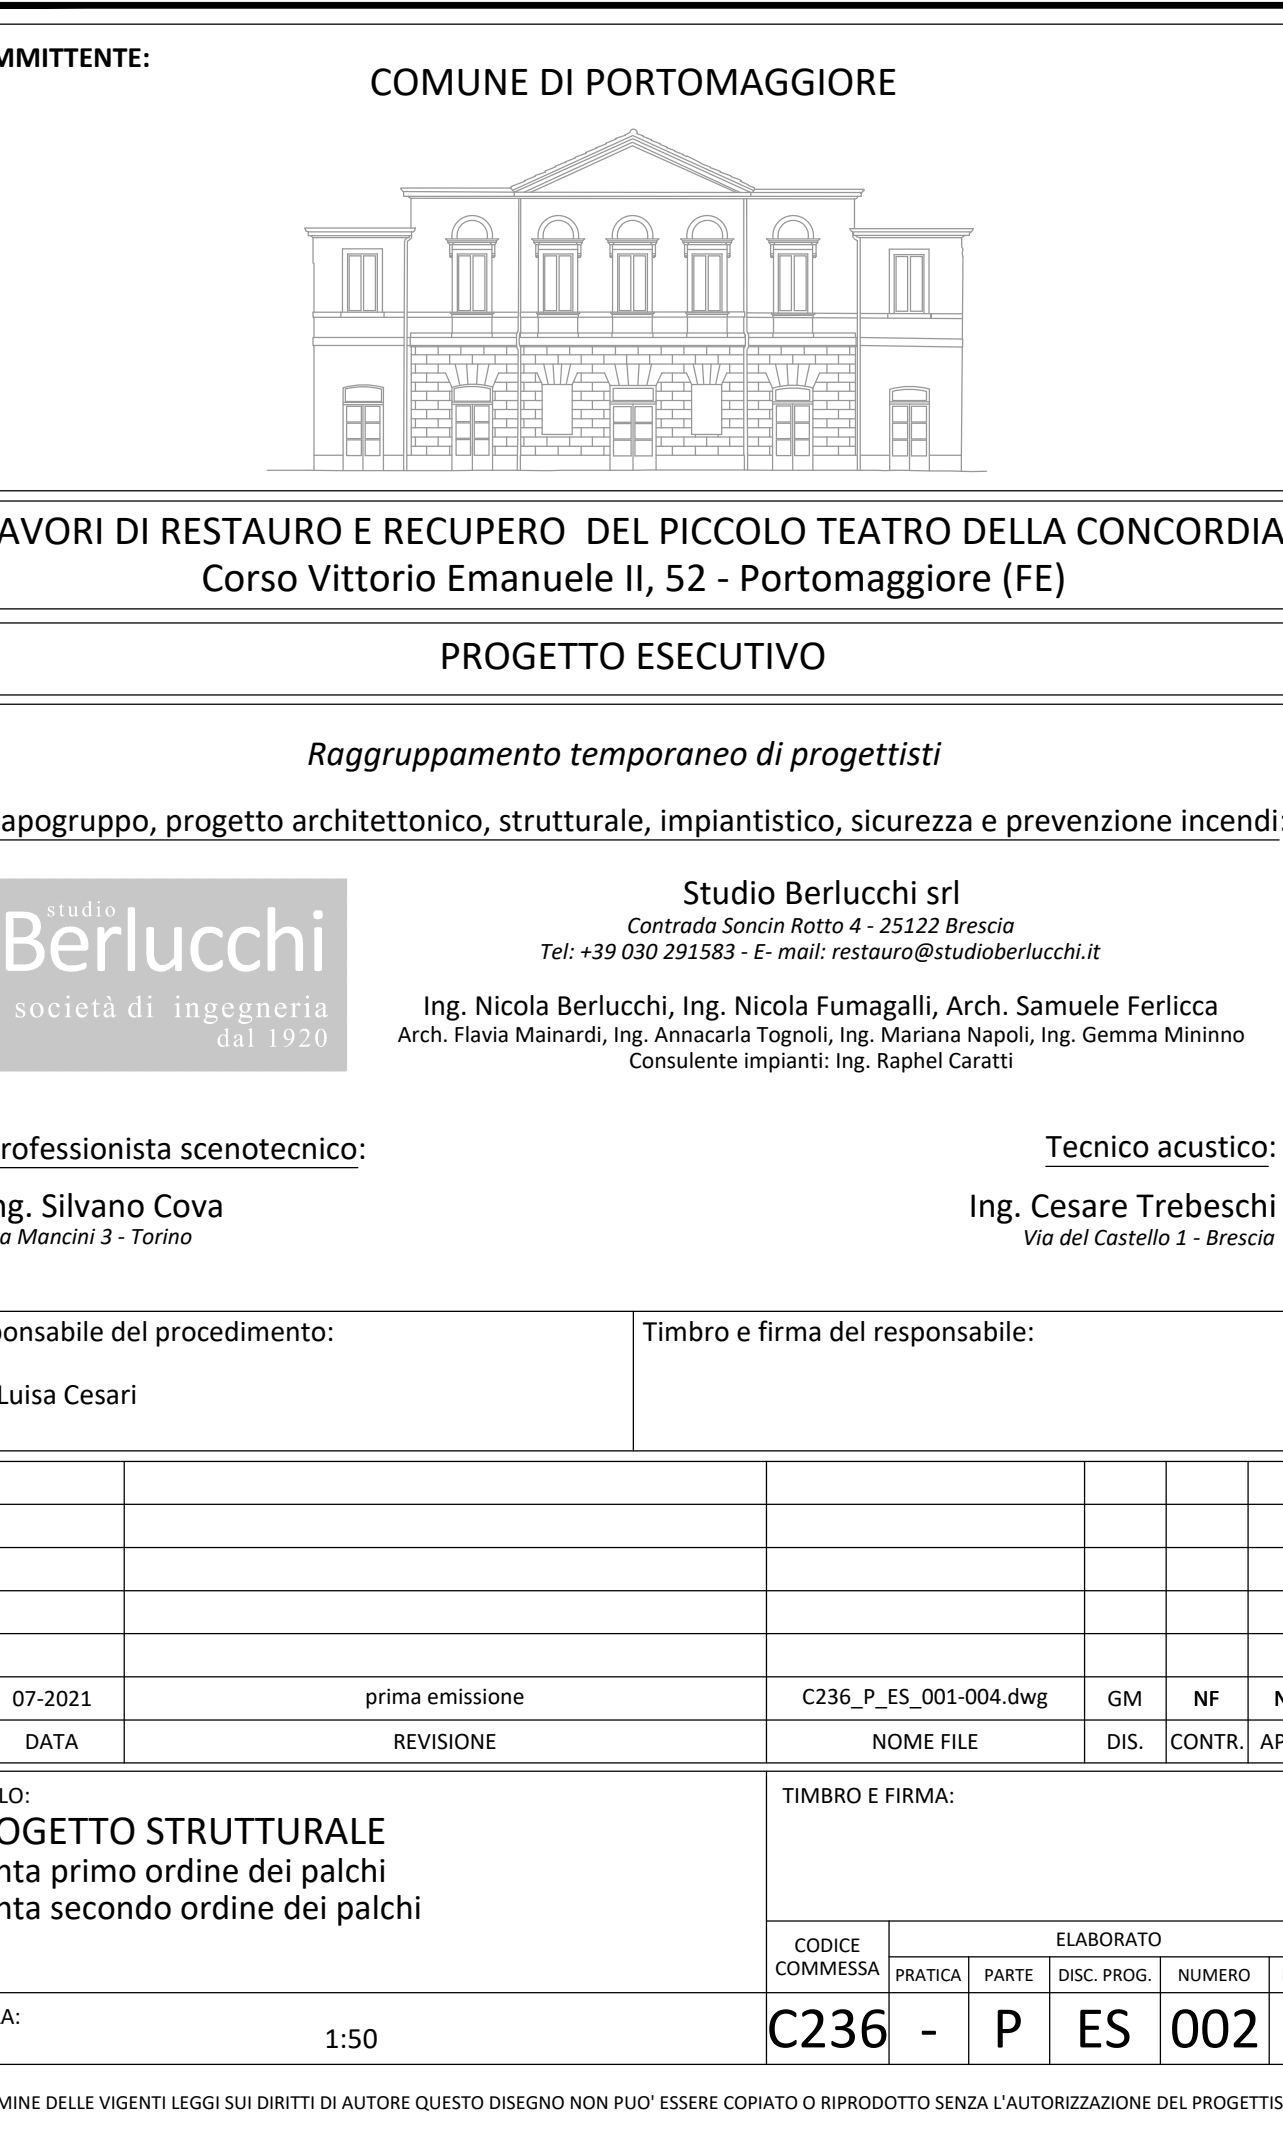 MMITTENTE:
COMUNE DI PORTOMAGGIORE
AVORI DI RESTAURO E RECUPERO DEL PICCOLO TEATRO DELLA CONCORDIA
Corso Vittorio Emanuele II, 52 - Portomaggiore (FE)
PROGETTO ESECUTIVO
Raggruppamento temporaneo di progettisti
apogruppo, progetto architettonico, strutturale, impiantistico, sicurezza e prevenzione incendi:
studio
Berlucchi
società di ingegneria
dal 1920
Studio Berlucchi srl
Contrada Soncin Rotto 4 - 25122 Brescia
Tel: +39 030 291583 - E- mail: restauro@studioberlucchi.it
Ing. Nicola Berlucchi, Ing. Nicola Fumagalli, Arch. Samuele Ferlicca
Arch. Flavia Mainardi, Ing. Annacarla Tognoli, Ing. Mariana Napoli, Ing. Gemma Mininno
Consulente impianti: Ing. Raphel Caratti
rofessionista scenotecnico:
ng. Silvano Cova
a Mancini 3 - Torino
Tecnico acustico:
Ing. Cesare Trebeschi
Via del Castello 1 - Brescia
ponsabile del procedimento:
Luisa Cesari
Timbro e firma del responsabile:
07-2021 prima emissione C236_P_ES_001-004.dwg GM NF
DATA REVISIONE NOME FILE DIS. CONTR. AP
LO:
OGETTO STRUTTURALE
nta primo ordine dei palchi
nta secondo ordine dei palchi
TIMBRO E FIRMA:
CODICE COMMESSA
ELABORATO
PRATICA PARTE DISC. PROG. NUMERO
A:
1:50
C236 - P ES 002
MINE DELLE VIGENTI LEGGI SUI DIRITTI DI AUTORE QUESTO DISEGNO NON PUO' ESSERE COPIATO O RIPRODOTTO SENZA L'AUTORIZZAZIONE DEL PROGETTIS